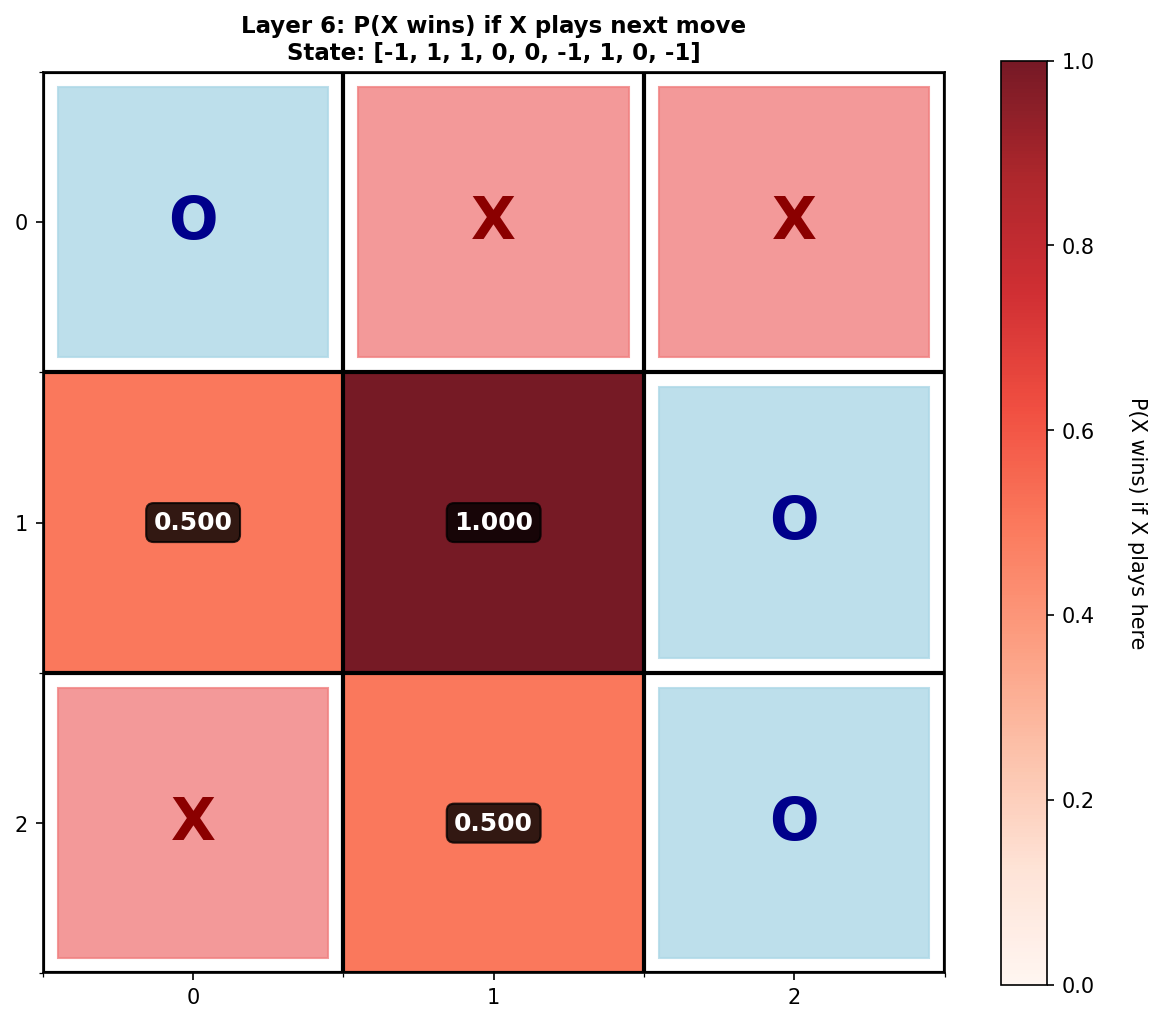 Layer 6: P(X wins) if X plays next move
State: [-1, 1, 1, 0, 0, -1, 1, 0, -1]
0
O
X
X
1
0.500
1.000
O
2
X
0.500
O
0
1
2
1.0
0.8
0.6
0.4
0.2
0.0
P(X wins) if X plays here